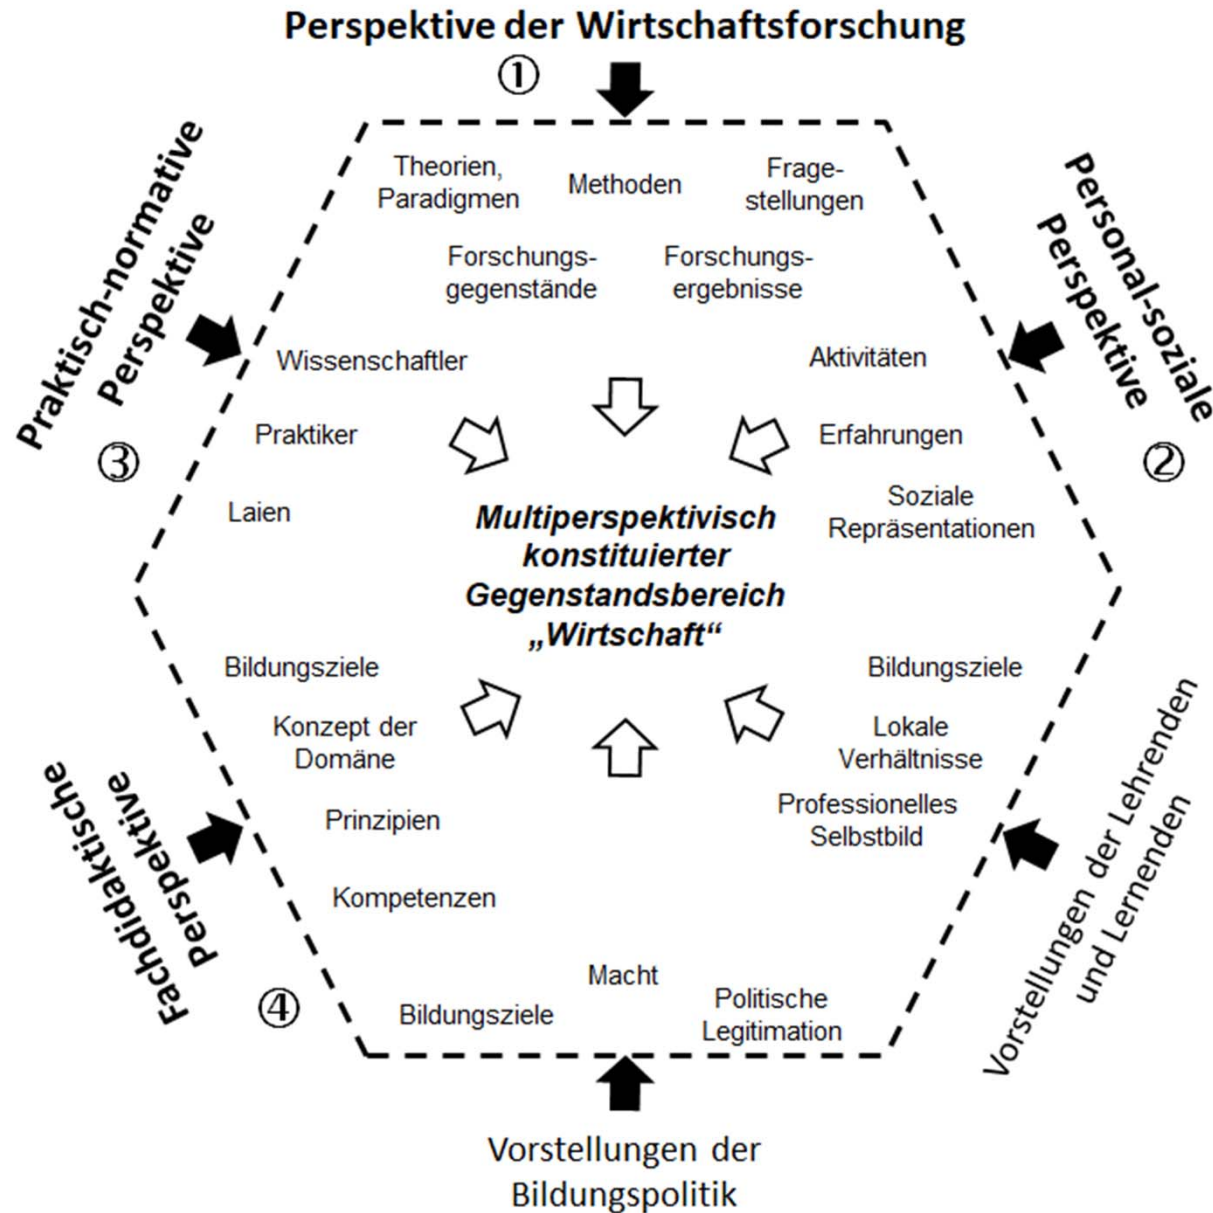 Perspektive der Wirtschaftsforschung
①
Praktisch-normative
Perspektive
③
Personal-soziale
Perspektive
②
Theorien,
Paradigmen
Methoden
Frage-
stellungen
Forschungs-
gegenstände
Forschungs-
ergebnisse
Wissenschaftler
Praktiker
Laien
Aktivitäten
Erfahrungen
Soziale
Repräsentationen
Multiperspektivisch
konstituierter
Gegenstandsbereich
„Wirtschaft“
Bildungsziele
Konzept der
Domäne
Prinzipien
Kompetenzen
Bildungsziele
Lokale
Verhältnisse
Professionelles
Selbstbild
Fachdidaktische
Perspektive
④
Vorstellungen der Lehrenden
und Lernenden
Macht
Bildungsziele
Politische
Legitimation
Vorstellungen der
Bildungspolitik